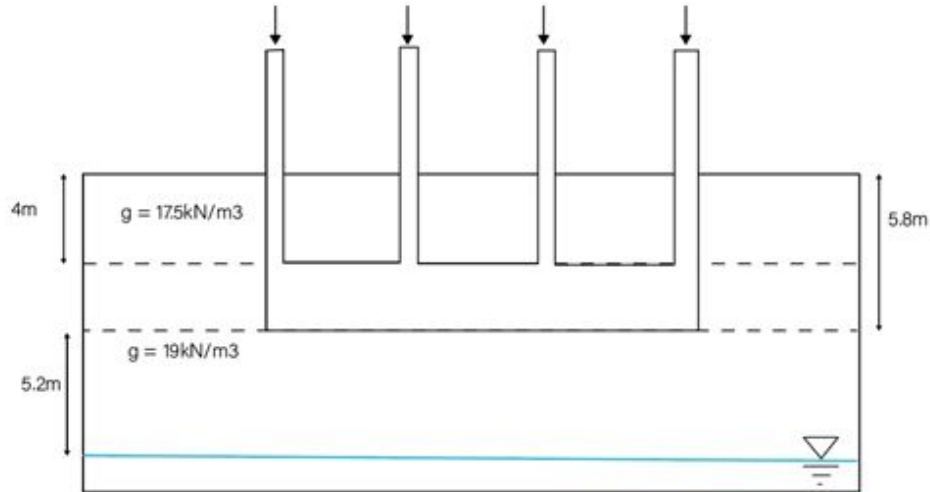 4m
g = 17.5kN/m3
5.8m
g = 19kN/m3
5.2m